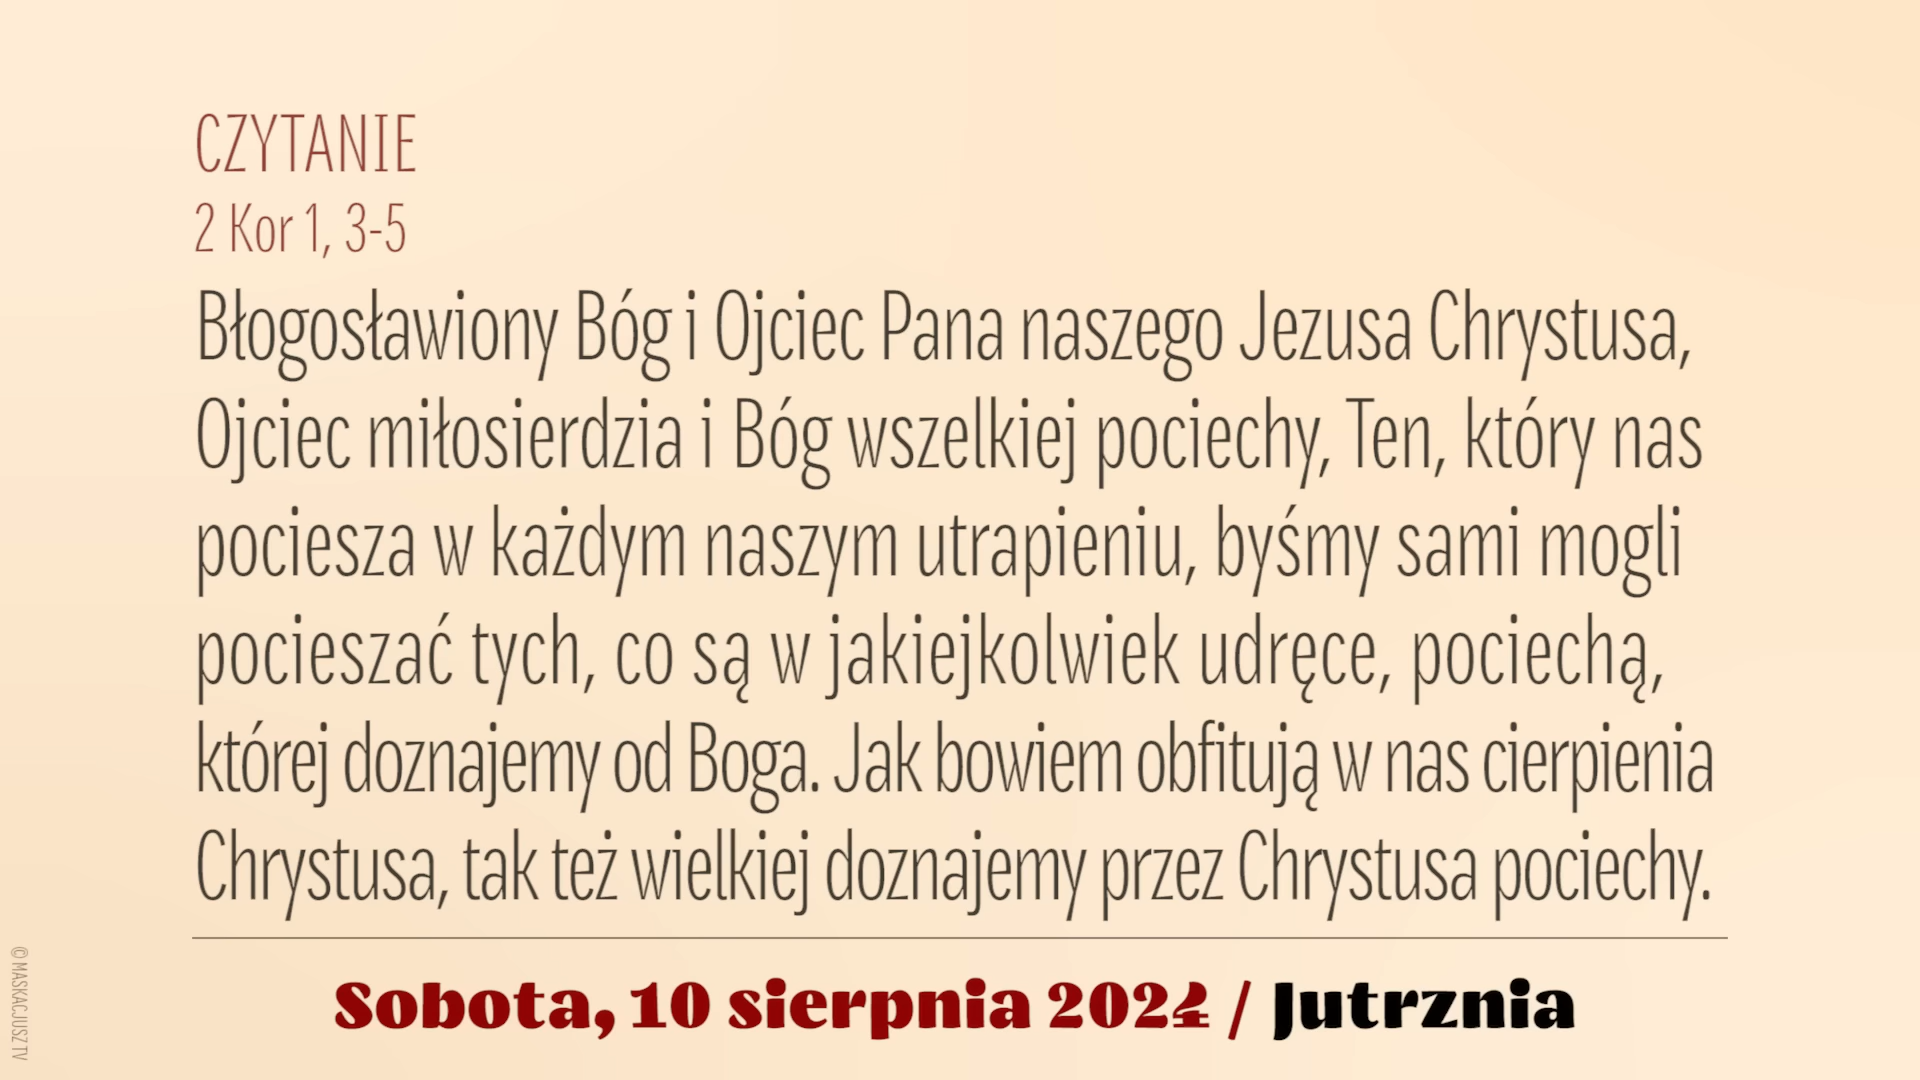 CZYTANIE
2 Kor 1, 3-5
Błogosławiony Bóg i Ojciec Pana naszego Jezusa Chrystusa,
Ojciec miłosierdzia i Bóg wszelkiej pociechy, Ten, który nas
pociesza w każdym naszym utrapieniu, byśmy sami mogli
pocieszać tych, co są w jakiejkolwiek udręce, pociechą,
której doznajemy od Boga. Jak bowiem obfitują w nas cierpienia
Chrystusa, tak też wielkiej doznajemy przez Chrystusa pociechy.
Sobota, 10 sierpnia 2024 / Jutrznia
© MASKACJUSZ TV